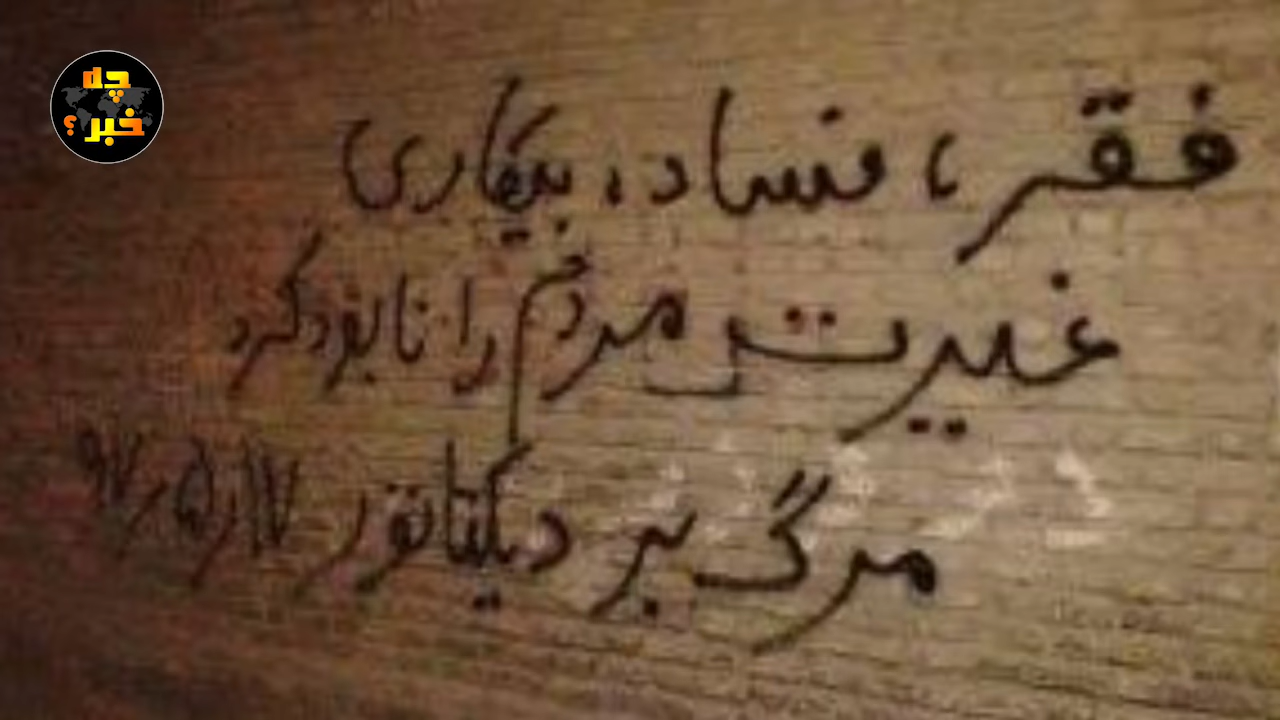 چه
خبر؟
فقر، فساد، بیکاری
غیرت مردم را نابود کرد
مرگ بر دیکتاتور ۹۷/۵/۱۷